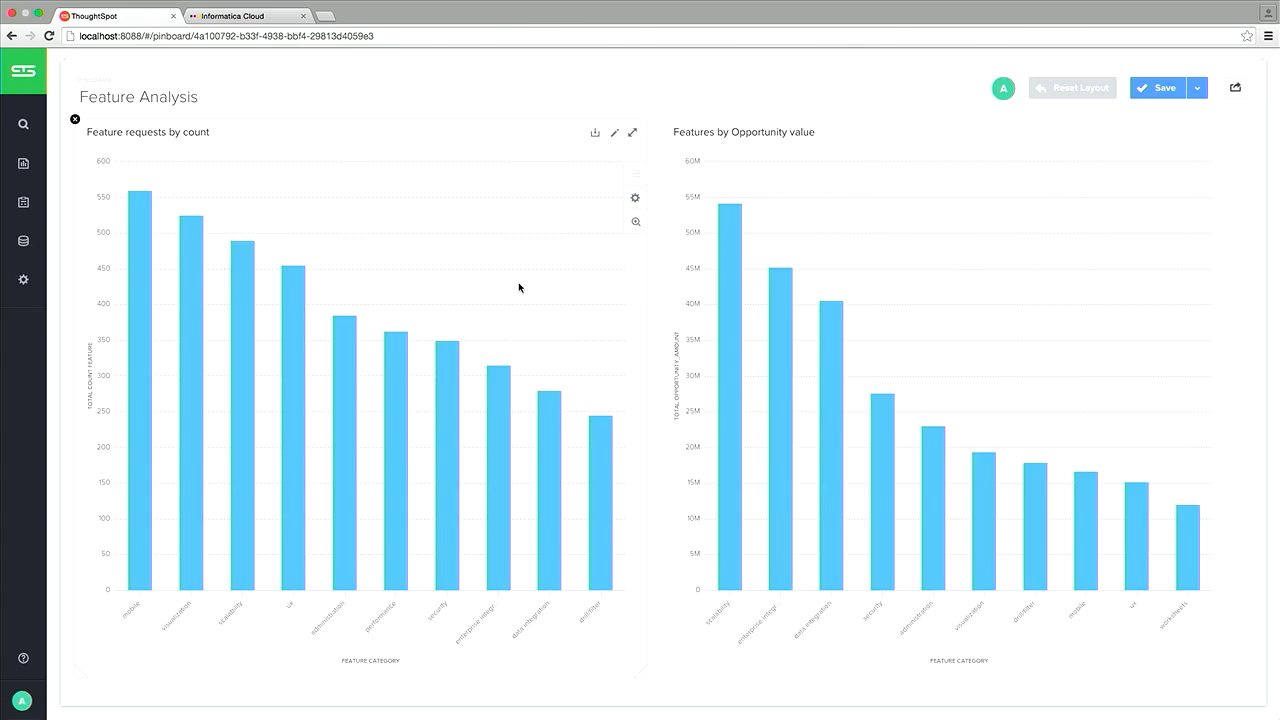 ThoughtSpot
Informatica Cloud
localhost:8088/#/pinboard/4a100792-b33f-4938-bbf4-29813d4059e3
Feature Analysis
A
Reset Layout
Save
Feature requests by count
Features by Opportunity value
600
550
500
450
400
350
300
250
200
150
100
50
0
TOTAL COUNT FEATURE
mobile
visualization
scalability
ux
administration
performance
security
enterprise integr..
data integration
drill/filter
FEATURE CATEGORY
60M
55M
50M
45M
40M
35M
30M
25M
20M
15M
10M
5M
0
TOTAL OPPORTUNITY_AMOUNT
scalability
enterprise integr..
data integration
security
administration
visualization
drill/filter
mobile
ux
worksheets
FEATURE CATEGORY
A